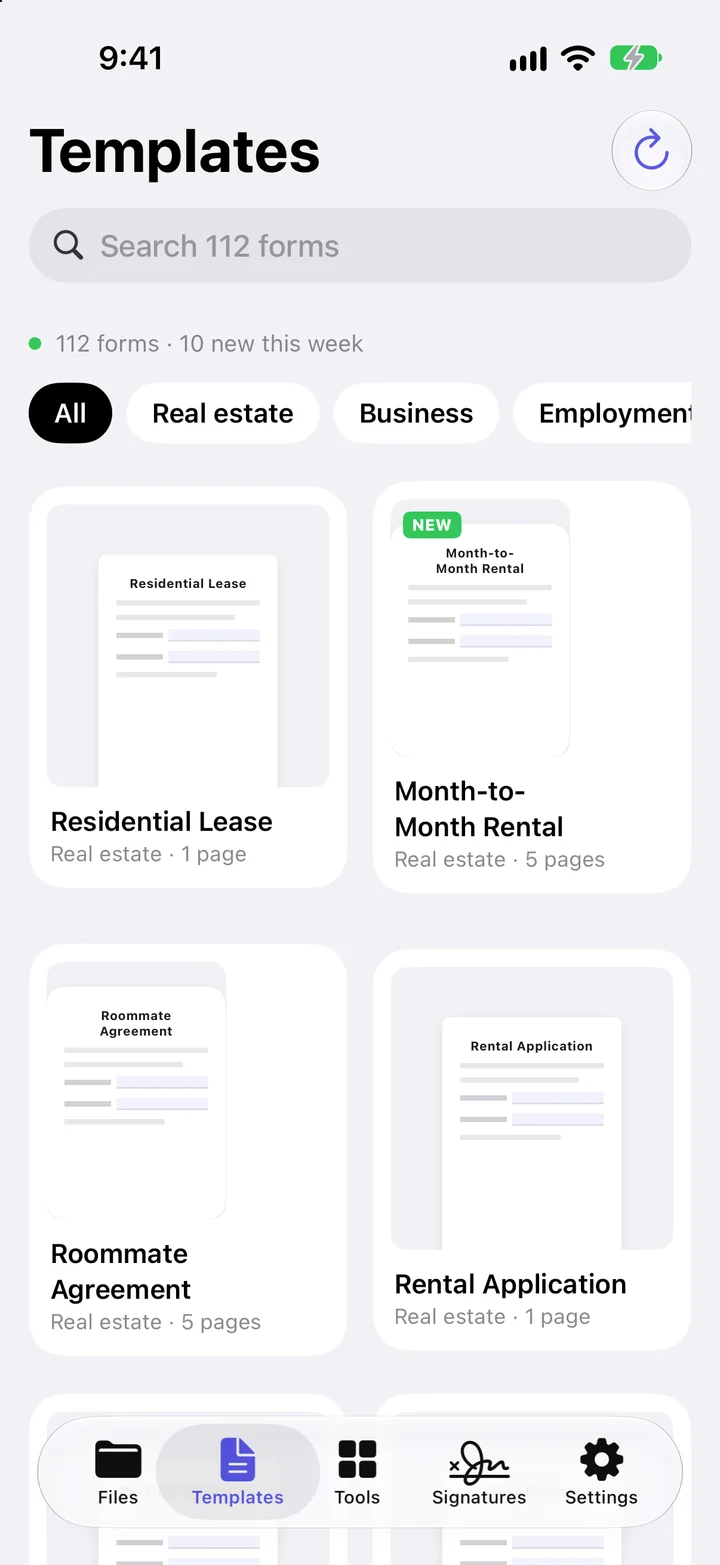 9:41
Templates
Search 112 forms
112 forms · 10 new this week
All
Real estate
Business
Employment
Residential Lease
Residential Lease
Real estate · 1 page
NEW
Month-to-
Month Rental
Month-to-
Month Rental
Real estate · 5 pages
Roommate
Agreement
Roommate
Agreement
Real estate · 5 pages
Rental Application
Rental Application
Real estate · 1 page
Files
Templates
Tools
Signatures
Settings